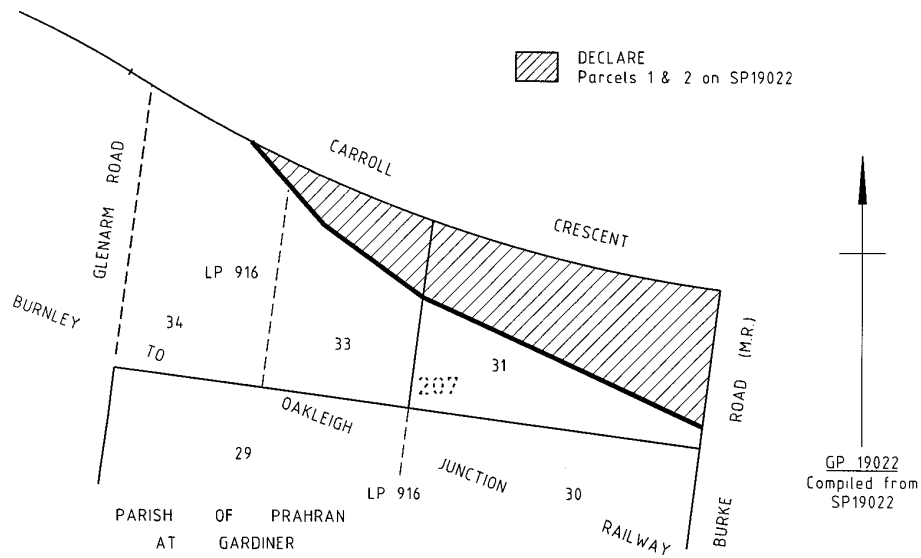 DECLARE
Parcels 1 & 2 on SP19022
CARROLL
CRESCENT
GLENARM ROAD
LP 916
BURNLEY
34
TO
33
31
207
OAKLEIGH
ROAD (M.R.)
29
JUNCTION
30
LP 916
RAILWAY
BURKE
PARISH OF PRAHRAN
AT GARDINER
GP 19022
Compiled from
SP19022